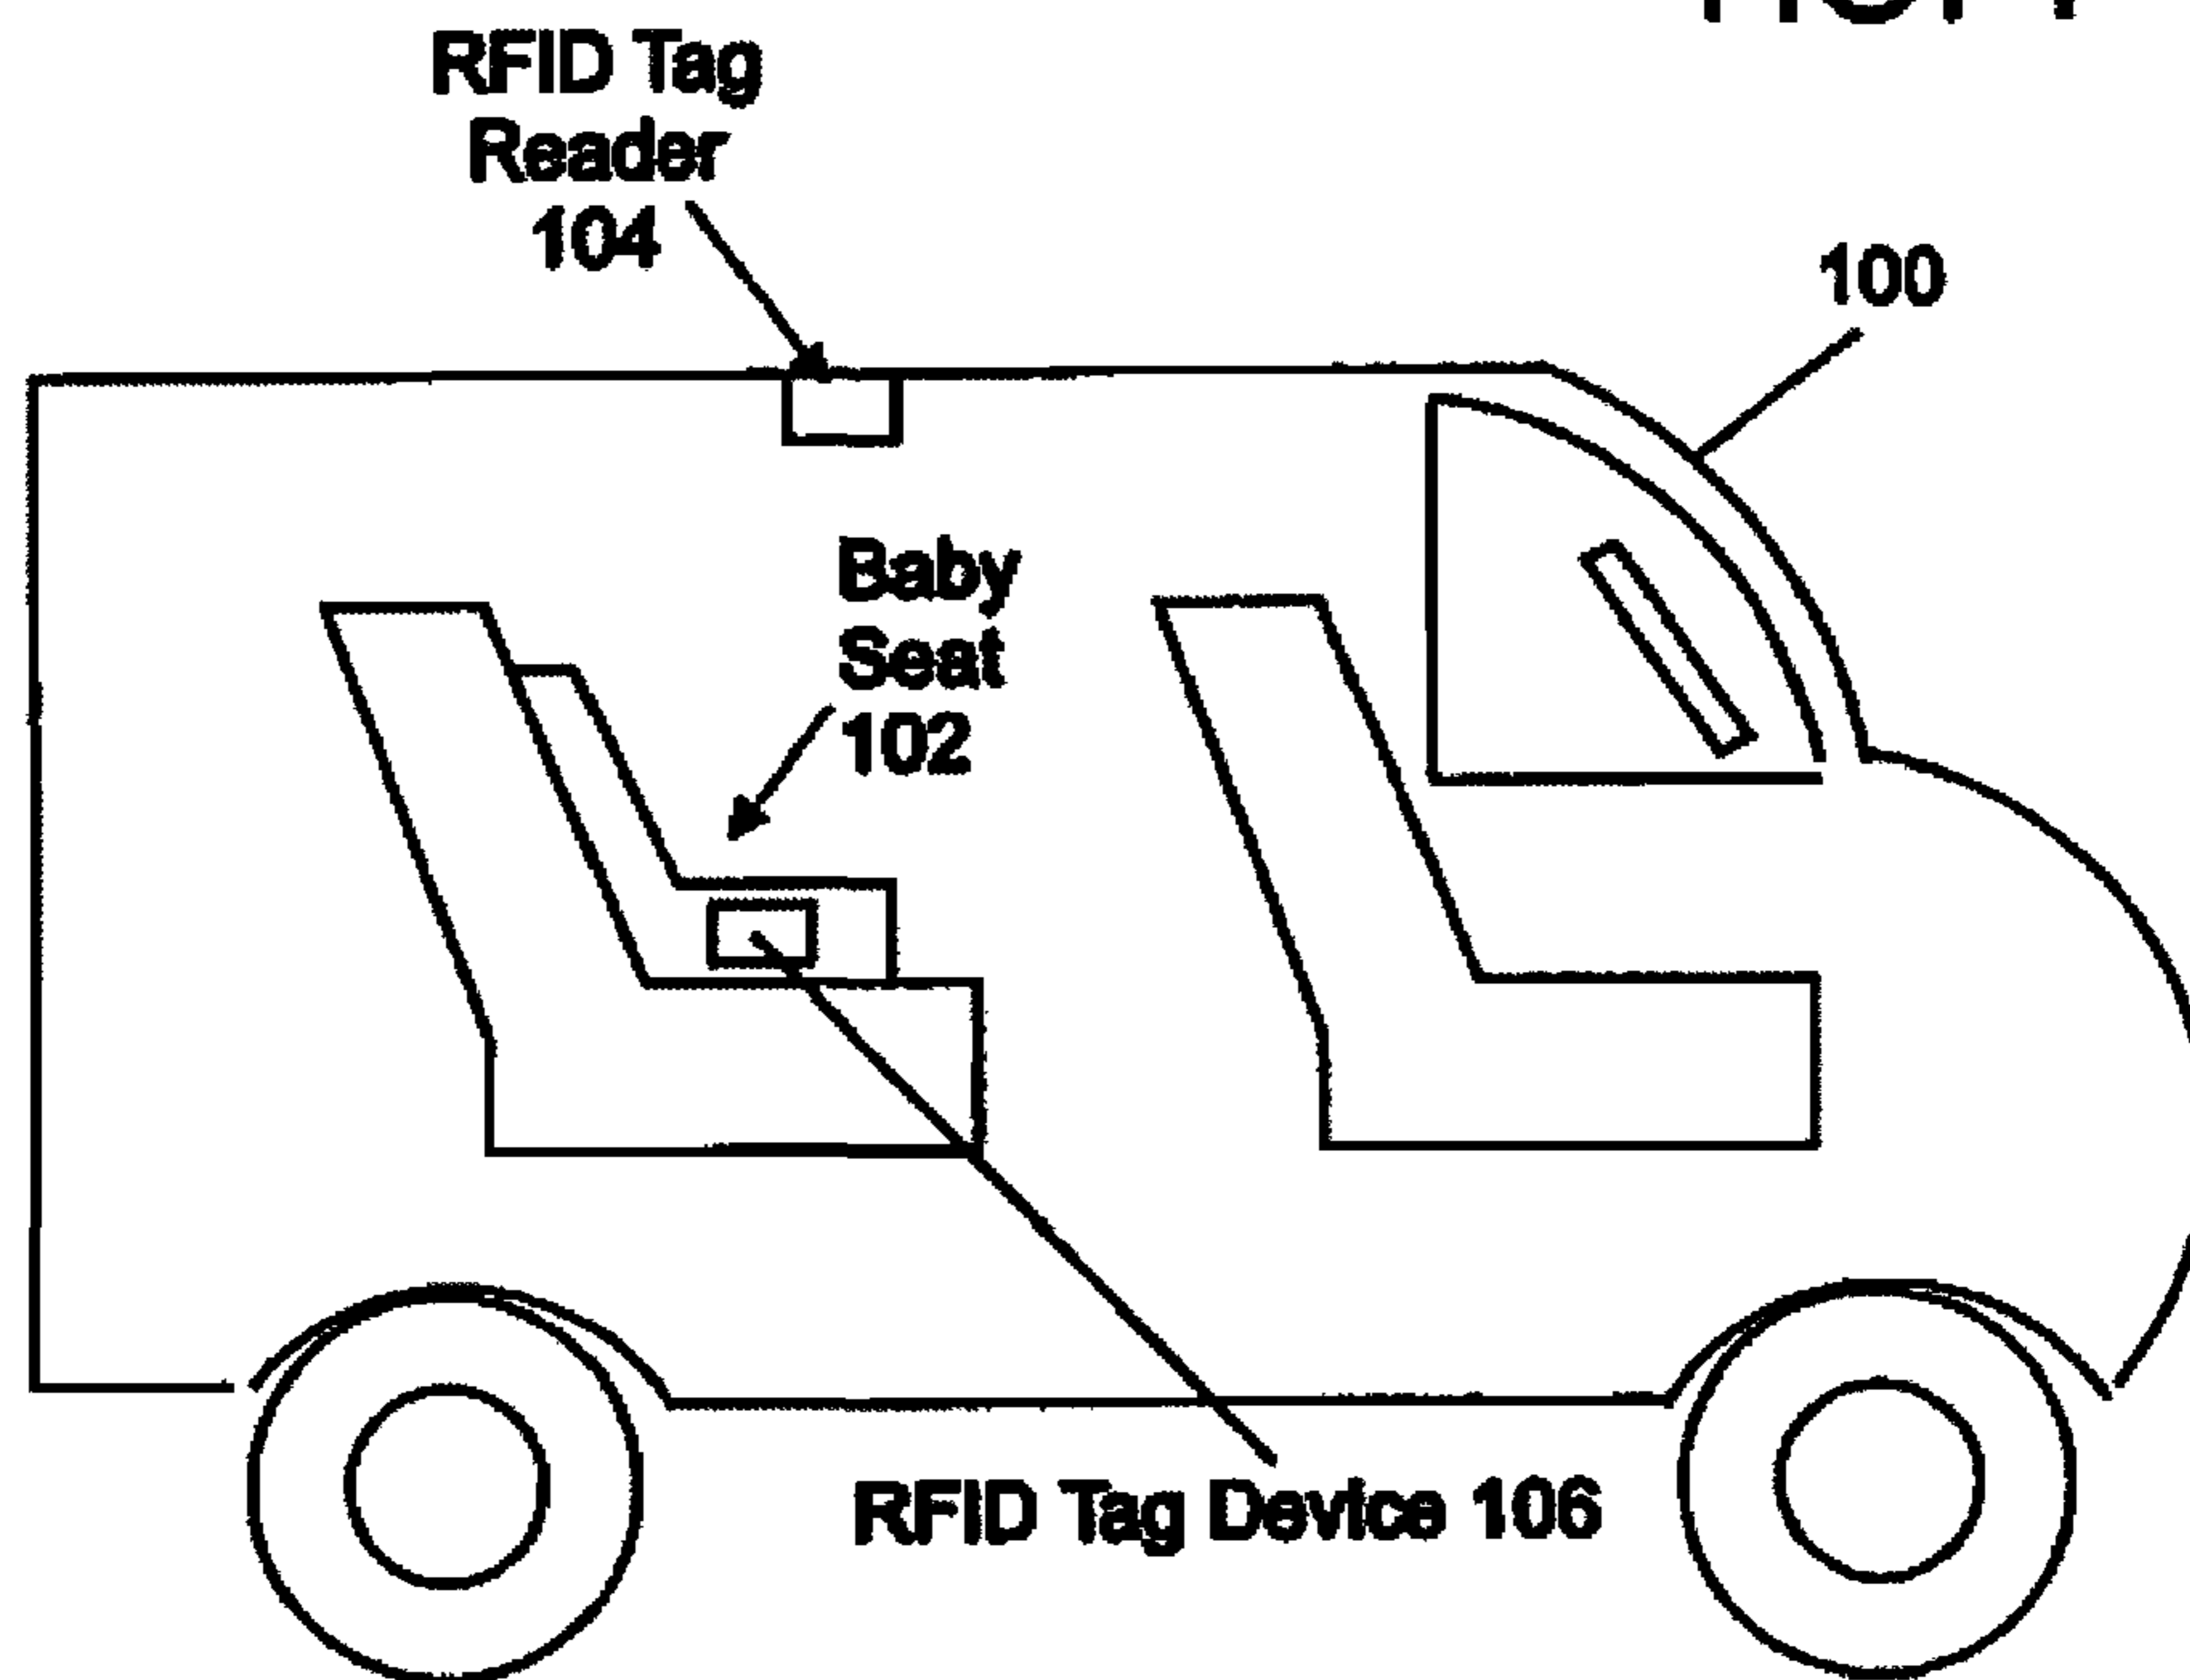 RFID Tag
Reader
104
100
Baby
Seat
102
RFID Tag Device 106